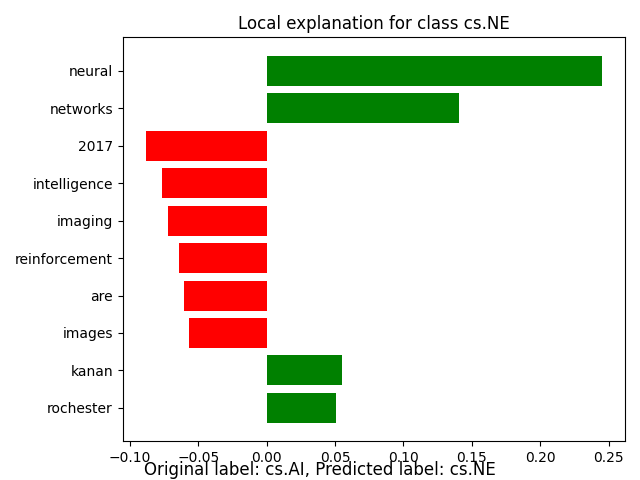 Local explanation for class cs.NE
neural
networks
2017
intelligence
imaging
reinforcement
are
images
kanan
rochester
−0.10 −0.05 0.00 0.05 0.10 0.15 0.20 0.25
Original label: cs.AI, Predicted label: cs.NE